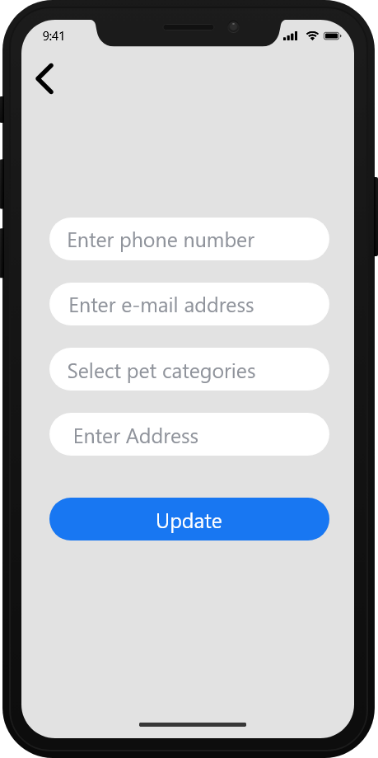 9:41
Enter phone number
Enter e-mail address
Select pet categories
Enter Address
Update